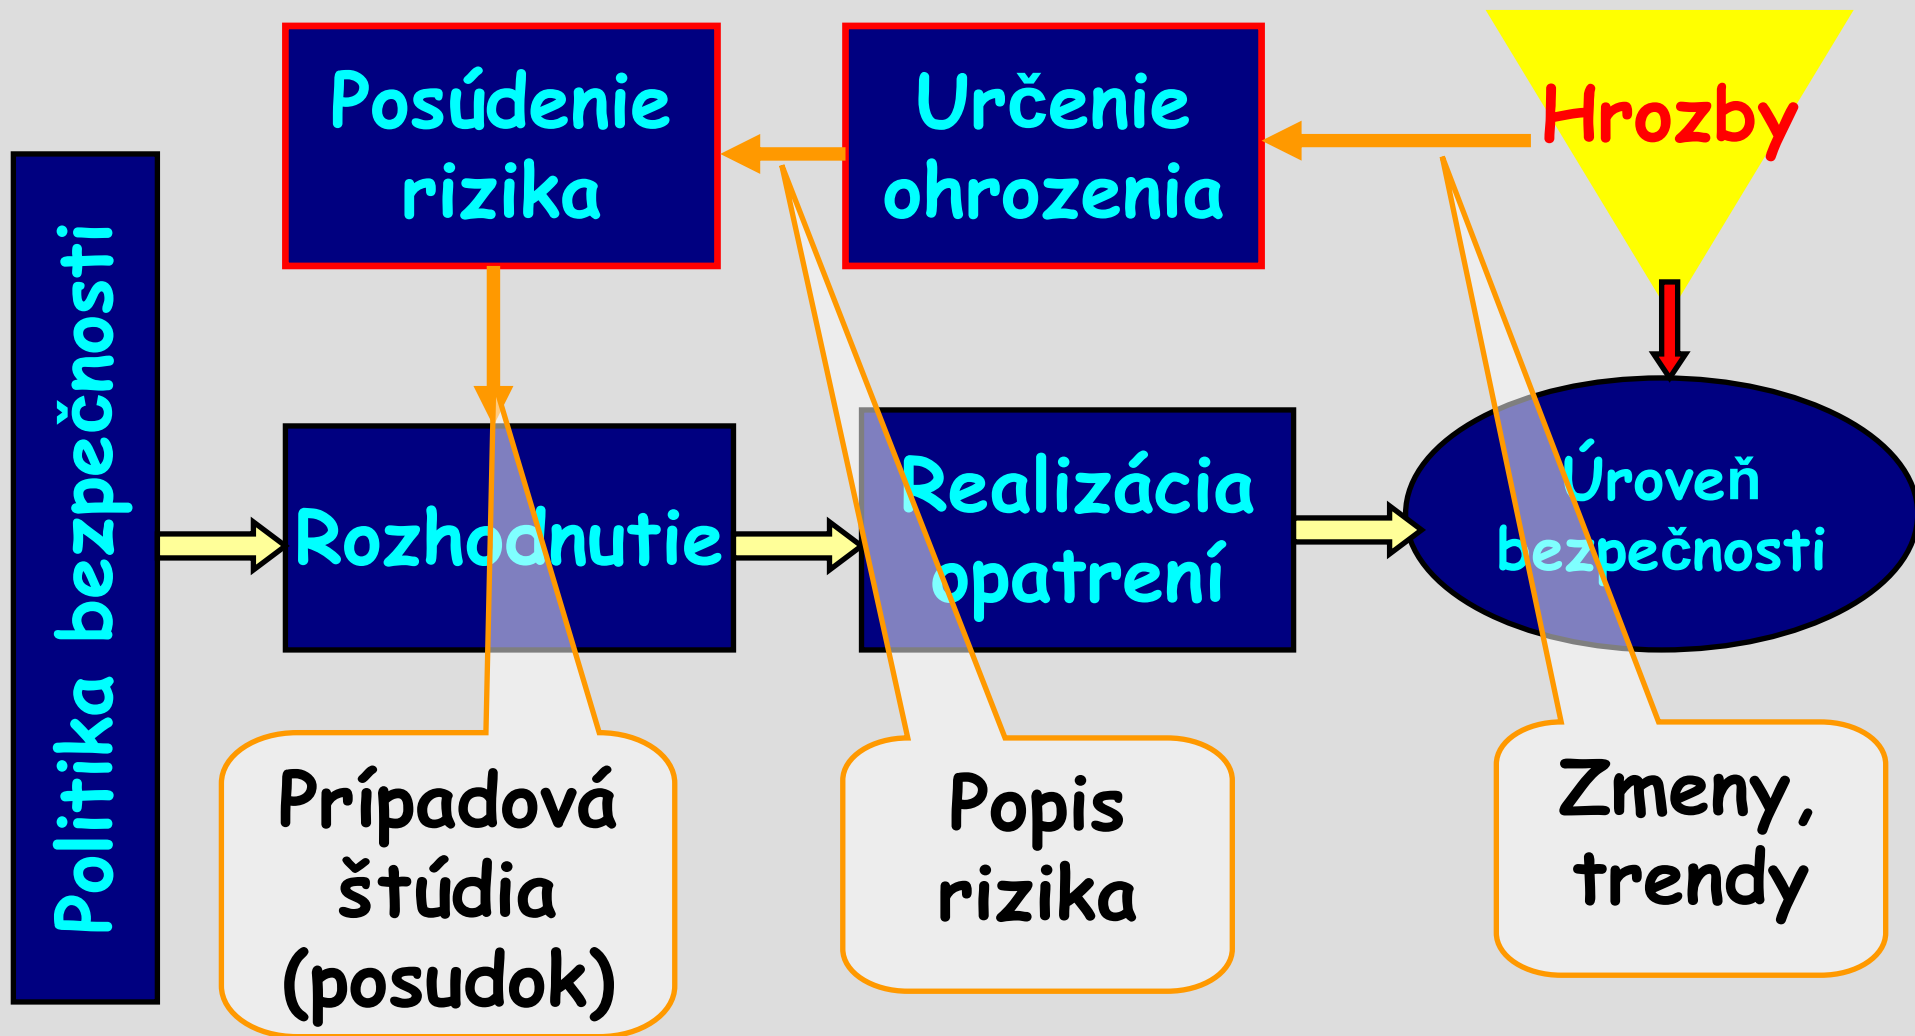 Posúdenie
rizika
Určenie
ohrozenia
Hrozby
Politika bezpečnosti
Rozhodnutie
Realizácia
opatrení
Úroveň
bezpečnosti
Prípadová
štúdia
(posudok)
Popis
rizika
Zmeny,
trendy